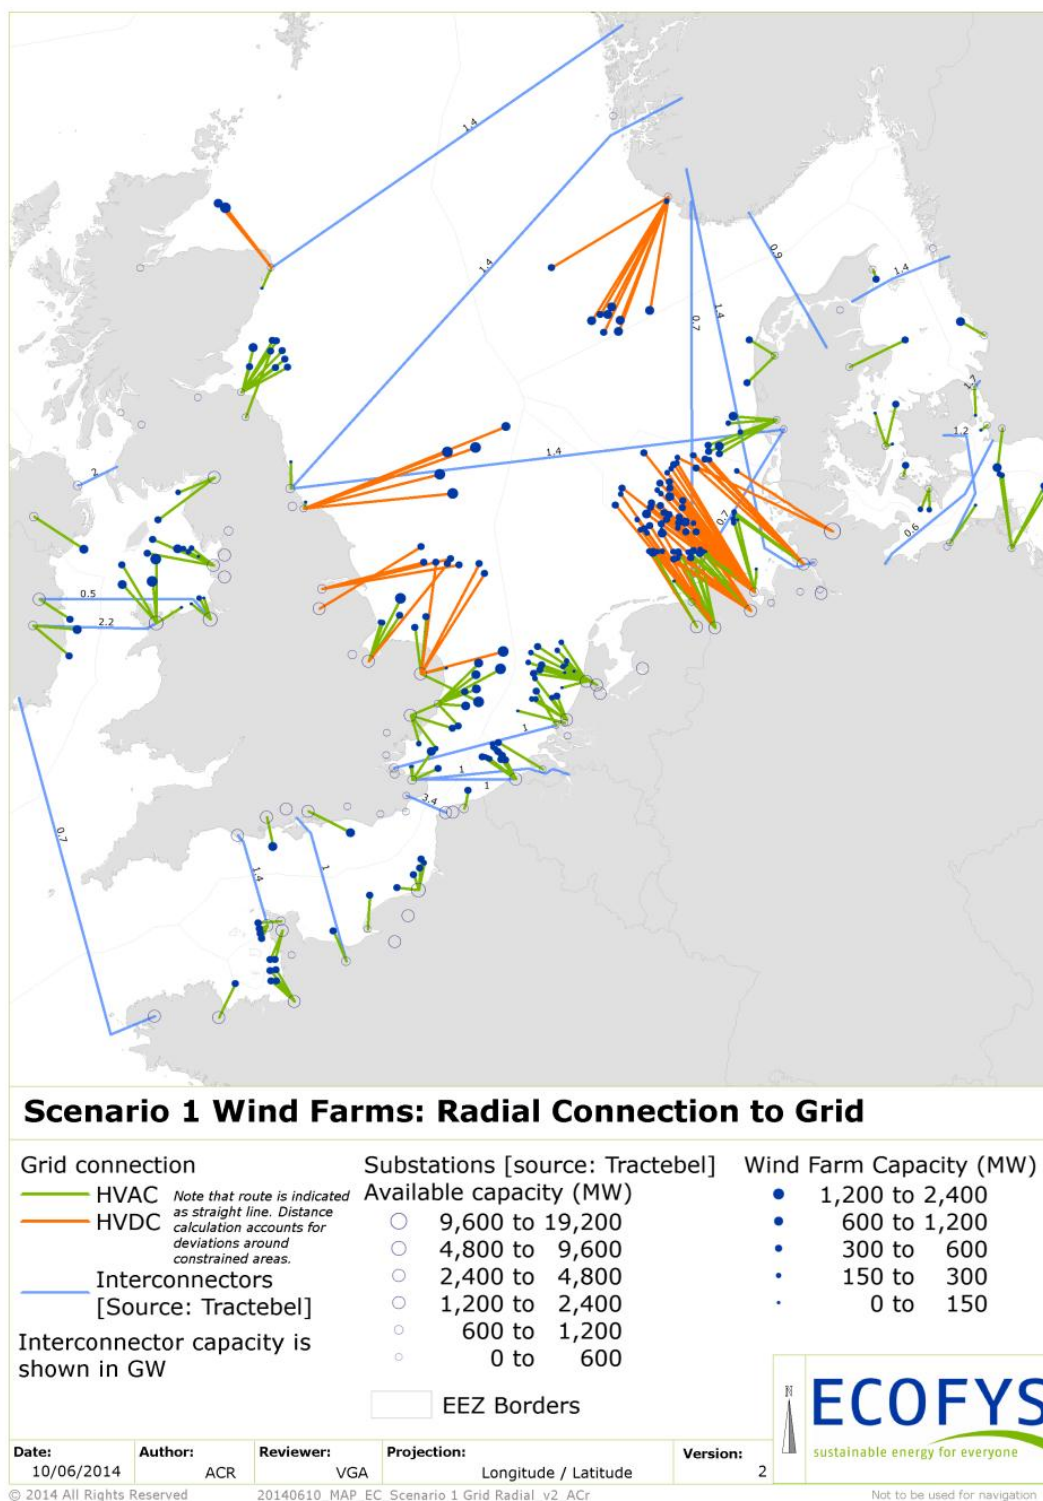 1.4
1.4
0.9
1.4
1.4
0.7
1.7
1.2
1.4
2
0.7
0.6
0.5
2.2
1
1
1
3.4
0.7
1.4
1
Scenario 1 Wind Farms: Radial Connection to Grid
Grid connection
HVAC
HVDC
Note that route is indicated
as straight line. Distance
calculation accounts for
deviations around
constrained areas.
Interconnectors
[Source: Tractebel]
Interconnector capacity is
shown in GW
Substations [source: Tractebel]
Available capacity (MW)
9,600 to 19,200
4,800 to 9,600
2,400 to 4,800
1,200 to 2,400
600 to 1,200
0 to 600
EEZ Borders
Wind Farm Capacity (MW)
1,200 to 2,400
600 to 1,200
300 to 600
150 to 300
0 to 150
N
ECOFYS
sustainable energy for everyone
Date:
10/06/2014
Author:
ACR
Reviewer:
VGA
Projection:
Longitude / Latitude
Version:
2
© 2014 All Rights Reserved
20140610_MAP_EC_Scenario 1 Grid Radial_v2_ACr
Not to be used for navigation